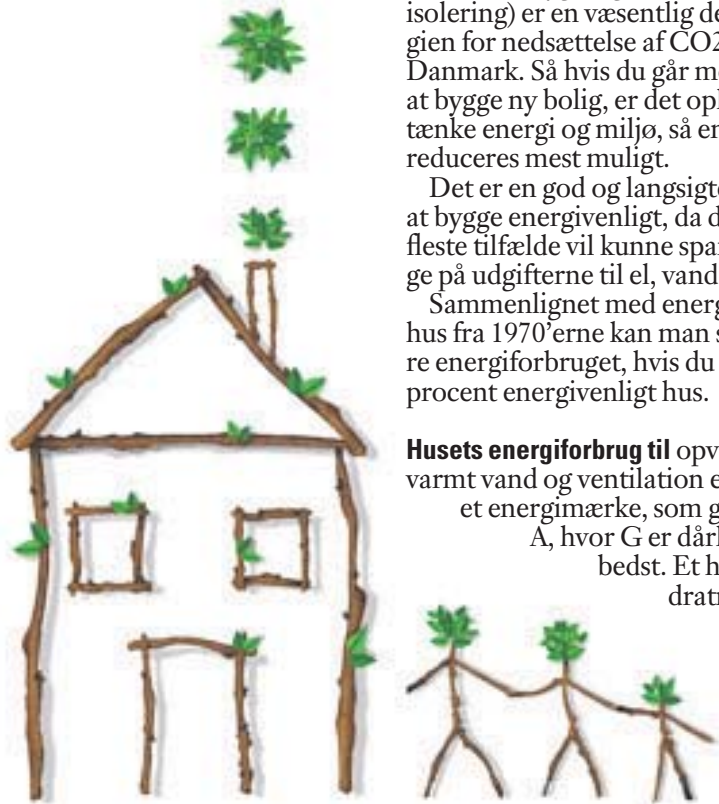 isolering) er en væsentlig de
gien for nedsættelse af CO2
Danmark. Så hvis du går m
at bygge ny bolig, er det opl
tænke energi og miljø, så en
reduceres mest muligt.
Det er en god og langsigt
at bygge energivenligt, da d
fleste tilfælde vil kunne spar
ge på udgifterne til el, vand
Sammenlignet med energ
hus fra 1970'erne kan man s
re energiforbruget, hvis du
procent energivenligt hus.
Husets energiforbrug til opv
varmt vand og ventilation e
et energimærke, som g
A, hvor G er dårl
bedst. Et h
dratr